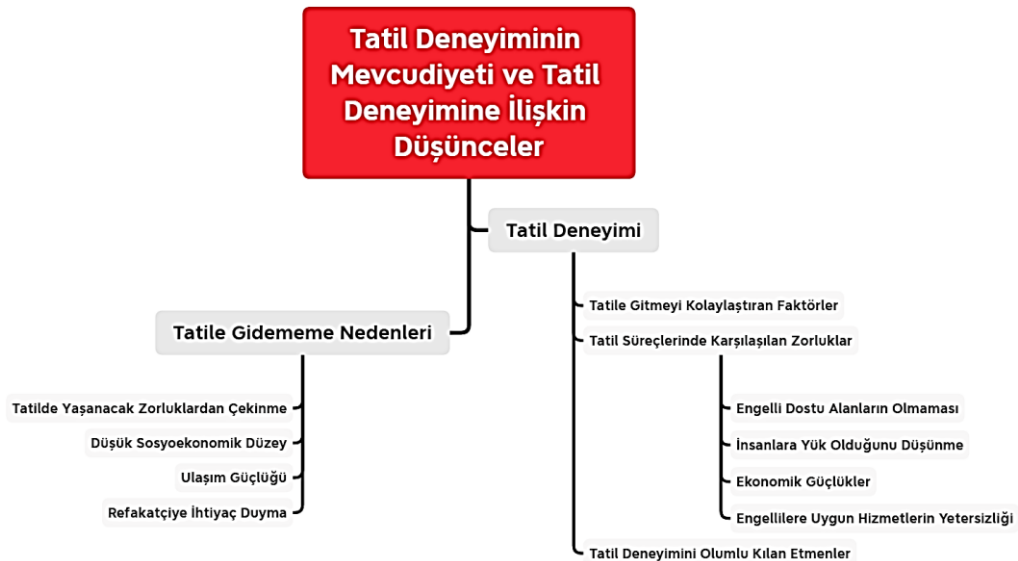 Tatil Deneyiminin
Mevcudiyeti ve Tatil
Deneyimine İlişkin
Düşünceler
Tatil Deneyimi
Tatile Gitmeyi Kolaylaştıran Faktörler
Tatil Süreçlerinde Karşılaşılan Zorluklar
Engelli Dostu Alanların Olmaması
İnsanlara Yük Olduğunu Düşünme
Ekonomik Güçlükler
Engellilere Uygun Hizmetlerin Yetersizliği
Tatil Deneyimini Olumlu Kılan Etmenler
Tatile Gidememe Nedenleri
Tatilde Yaşanacak Zorluklardan Çekinme
Düşük Sosyoekonomik Düzey
Ulaşım Güçlüğü
Refakatçiye İhtiyaç Duyma